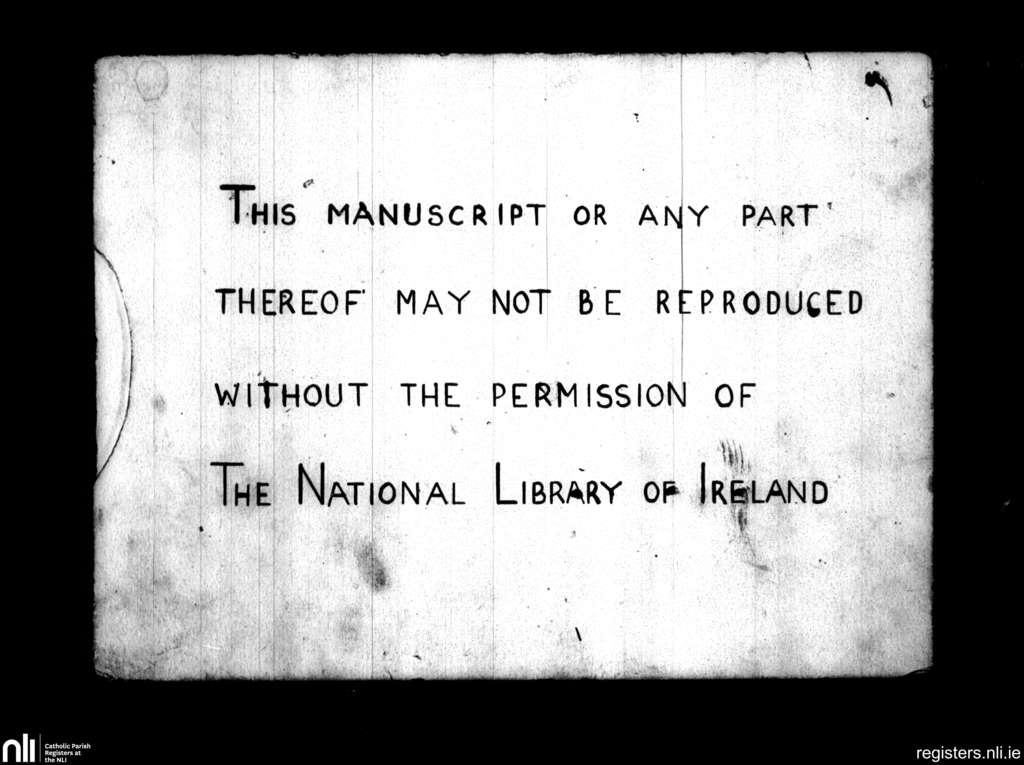 THIS MANUSCRIPT OR ANY PART
THEREOF MAY NOT BE REPRODUCED
WITHOUT THE PERMISSION OF
THE NATIONAL LIBRARY OF IRELAND
nli
Catholic Parish
Registers at
the NLI
registers.nli.ie